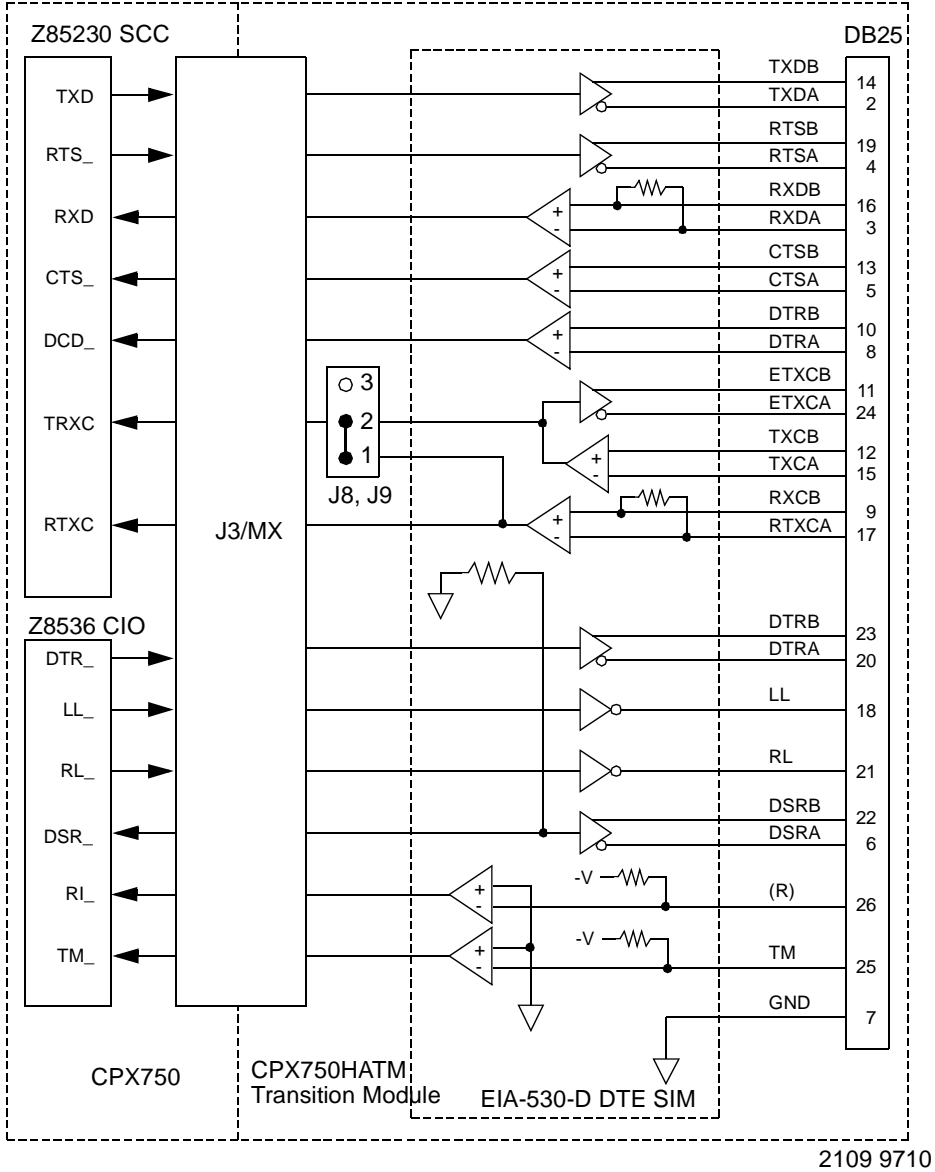 Z85230 SCC
DB25
TXD
RTS_
RXD
CTS_
DCD_
TRXC
RTXC
Z8536 CIO
DTR_
LL_
RL_
DSR_
RI_
TM_
J3/MX
3
2
1
J8, J9
+
-
+
-
+
-
+
-
+
-
-V
-V
+
-
+
-
TXDB 14
TXDA 2
RTSB 19
RTSA 4
RXDB 16
RXDA 3
CTSB 13
CTSA 5
DTRB 10
DTRA 8
ETXCB 11
ETXCA 24
TXCB 12
TXCA 15
RXCB 9
RTXCA 17
DTRB 23
DTRA 20
LL 18
RL 21
DSRB 22
DSRA 6
(R) 26
TM 25
GND 7
CPX750
CPX750HATM
Transition Module
EIA-530-D DTE SIM
2109 9710